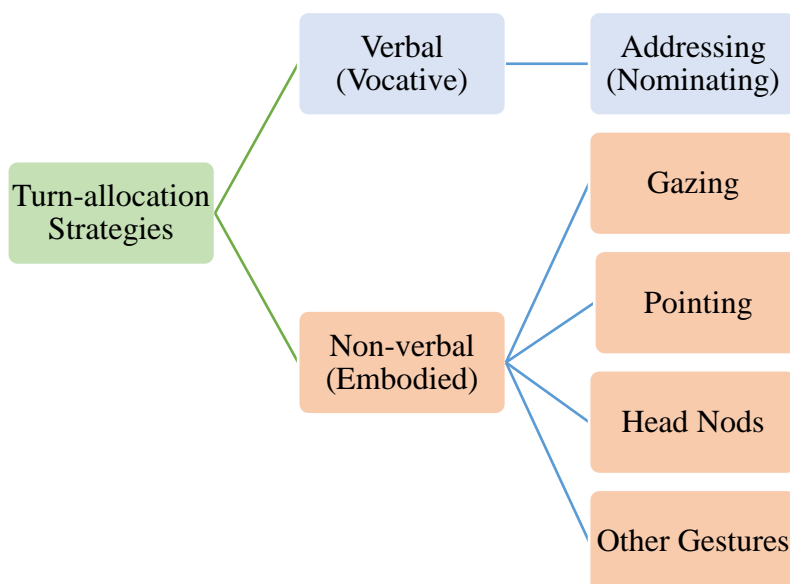 Turn-allocation
Strategies
Verbal
(Vocative)
Addressing
(Nominating)
Non-verbal
(Embodied)
Gazing
Pointing
Head Nods
Other Gestures